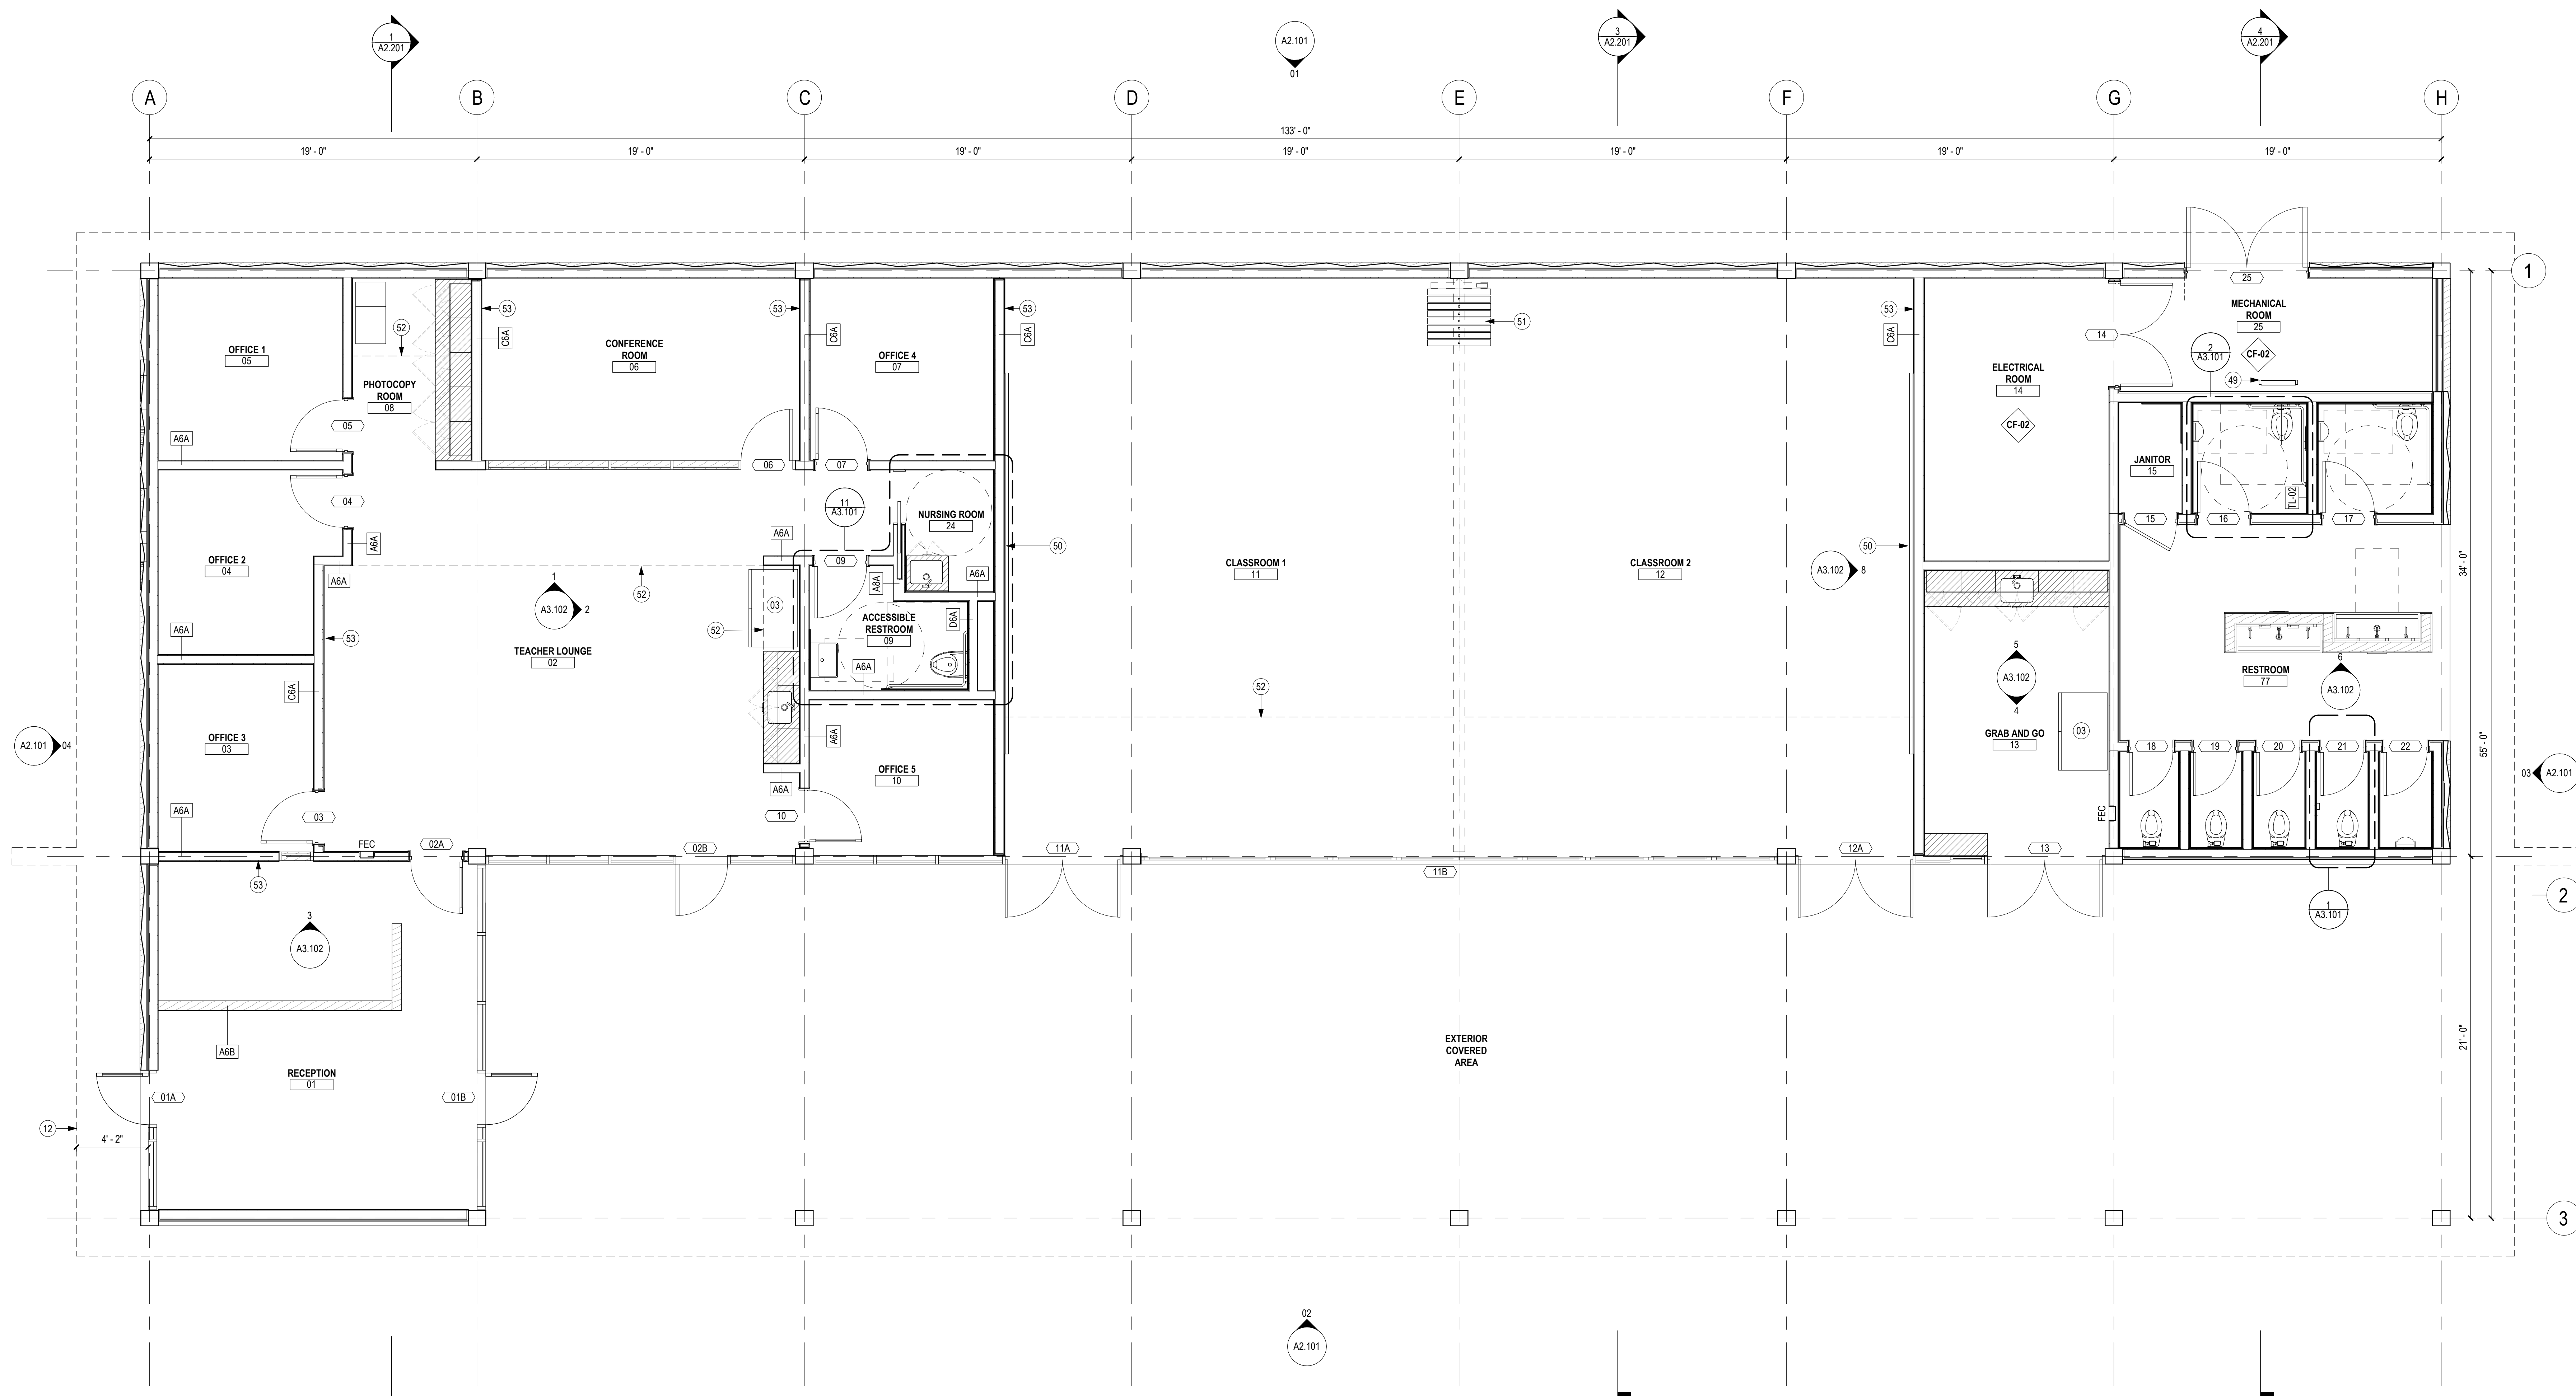 1
A2.201
A2.101
01
3
A2.201
4
A2.201
A B C D E F G H
133' - 0"
19' - 0" 19' - 0" 19' - 0" 19' - 0" 19' - 0" 19' - 0" 19' - 0"
1
25
MECHANICAL
ROOM
25
CF-02
49
2
A3.101
14
53 53 53 53
C6A C6A C6A C6A
51
52
OFFICE 1
05
PHOTOCOPY
ROOM
08
CONFERENCE
ROOM
06
OFFICE 4
07
ELECTRICAL
ROOM
14
CF-02
05
A6A
06
07
JANITOR
15
TL-02
15
16
17
04
11
A3.101
NURSING ROOM
24
A6A
A6A
09
50
50
OFFICE 2
04
A6A
52
A8A
A6A
CLASSROOM 1
11
CLASSROOM 2
12
A3.102
8
34' - 0"
1
A3.102
2
03
ACCESSIBLE
RESTROOM
09
D6A
52
A6A
53
A6A
TEACHER LOUNGE
02
5
A3.102
4
RESTROOM
77
6
A3.102
C6A
52
OFFICE 3
03
A6A
GRAB AND GO
13
03
A2.101
04
18 19 20 21 22
55' - 0"
03
A2.101
OFFICE 5
10
A6A
A6A
03
10
FEC
FEC
02A
02B
11A
12A
13
11B
53
2
1
A3.101
3
A3.102
A6B
EXTERIOR
COVERED
AREA
21' - 0"
RECEPTION
01
01A
01B
12
4' - 2"
3
02
A2.101